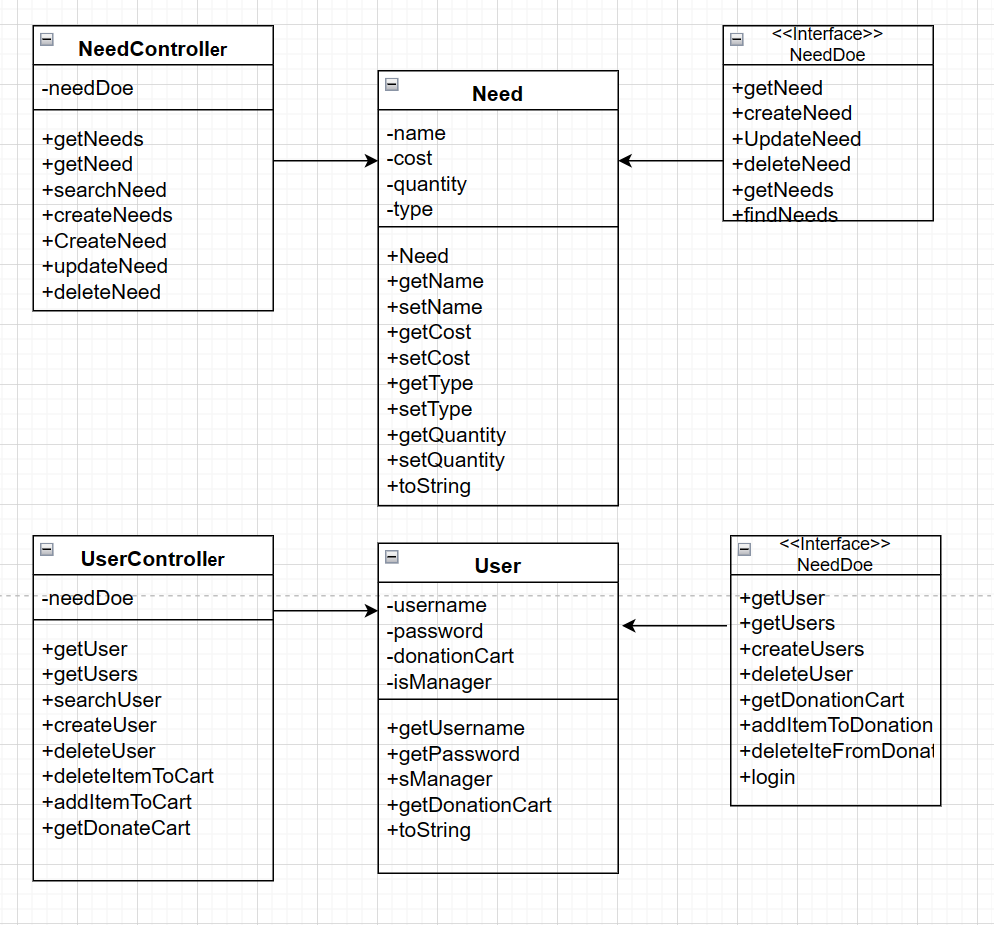 NeedController
-needDoe
+getNeeds
+getNeed
+searchNeed
+createNeeds
+CreateNeed
+updateNeed
+deleteNeed
Need
-name
-cost
-quantity
-type
+Need
+getName
+setName
+getCost
+setCost
+getType
+setType
+getQuantity
+setQuantity
+toString
<<Interface>>
NeedDoe
+getNeed
+createNeed
+UpdateNeed
+deleteNeed
+getNeeds
+findNeeds
UserController
-needDoe
+getUser
+getUsers
+searchUser
+createUser
+deleteUser
+deleteItemToCart
+addItemToCart
+getDonateCart
User
-username
-password
-donationCart
-isManager
+getUsername
+getPassword
+sManager
+getDonationCart
+toString
<<Interface>>
NeedDoe
+getUser
+getUsers
+createUsers
+deleteUser
+getDonationCart
+addItemToDonation
+deleteIteFromDonat
+login